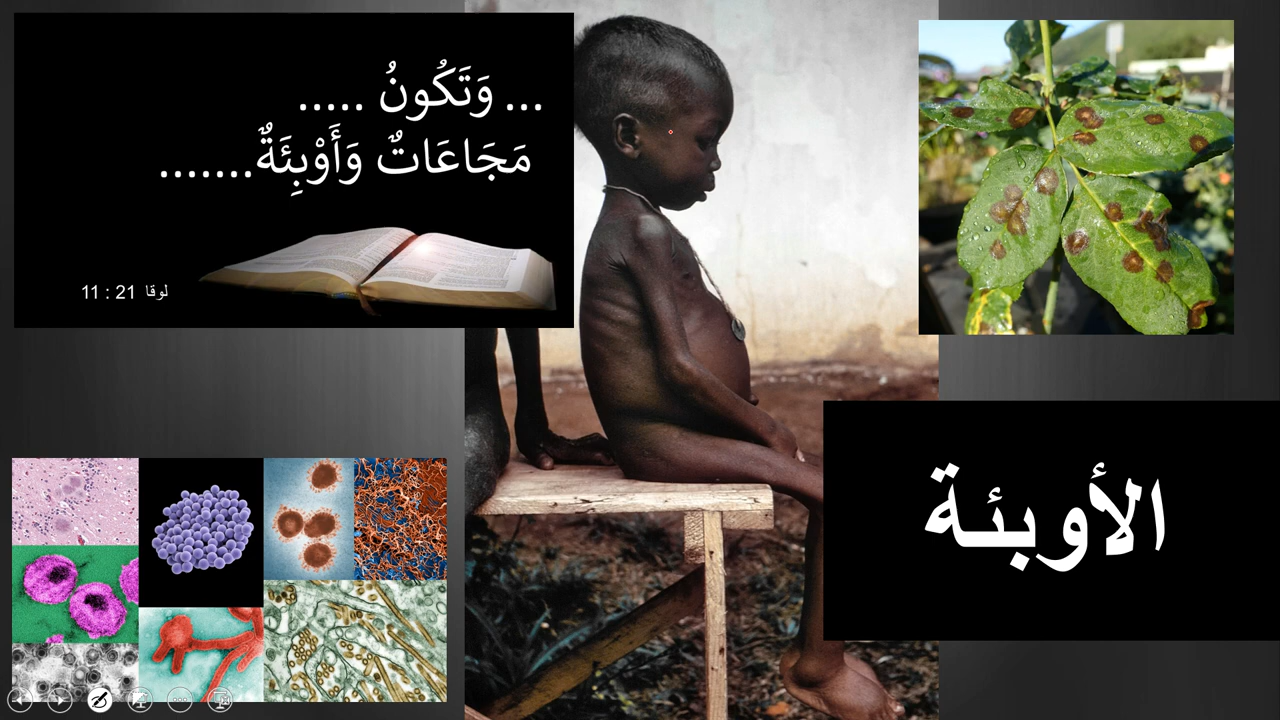 ... وَتَكُونُ .....
مَجَاعَاتٌ وَأَوْبِئَةٌ.......
لوقا 21 : 11
الأوبئة